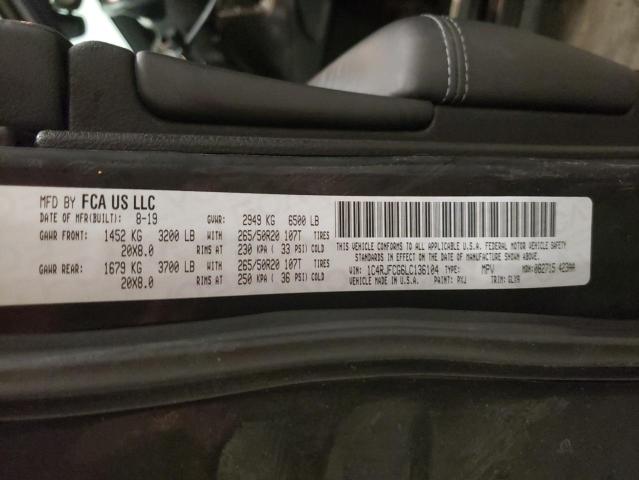 MFD BY FCA US LLC
DATE OF MFR(BUILT): 8-19 GVWR: 2949 KG 6500 LB
GAWR FRONT: 1452 KG 3200 LB WITH 265/50R20 107T TIRES
20X8.0 RIMS AT 230 KPA ( 33 PSI) COLD
GAWR REAR: 1679 KG 3700 LB WITH 265/50R20 107T TIRES
20X8.0 RIMS AT 250 KPA ( 36 PSI) COLD
THIS VEHICLE CONFORMS TO ALL APPLICABLE U.S.A. FEDERAL MOTOR VEHICLE SAFETY
STANDARDS IN EFFECT ON THE DATE OF MANUFACTURE SHOWN ABOVE.
VIN: 1C4RJFCG6LC136104 TYPE: MPV MDH: 082715 423AA
VEHICLE MADE IN U.S.A. PAINT: PXJ TRIM: GLX9